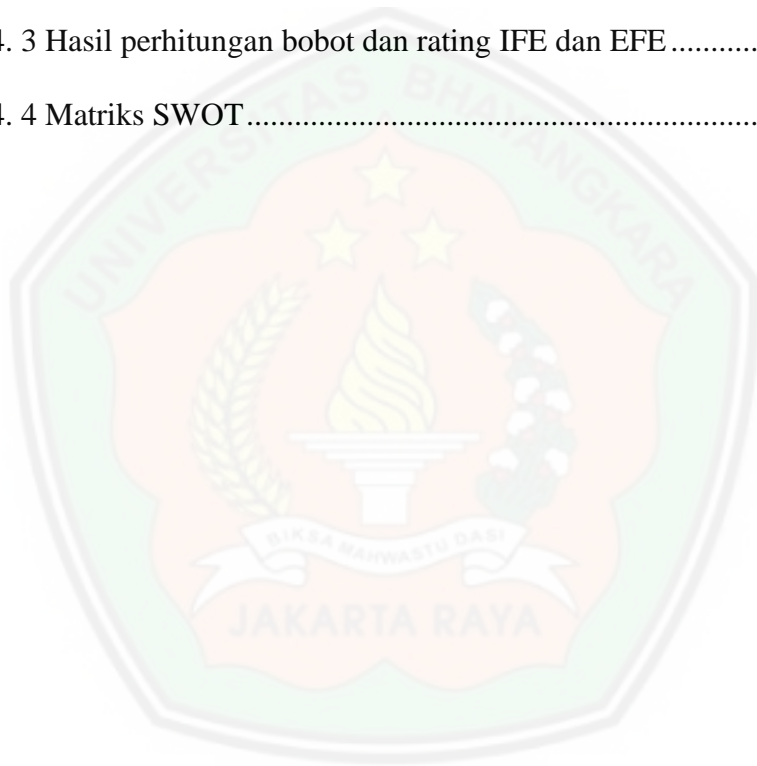 4. 3 Hasil perhitungan bobot dan rating IFE dan EFE...........
4. 4 Matriks SWOT.................................................................
UNIVERSITAS BHAYANGKARA
BIKSA MAHWASTU DASI
JAKARTA RAYA